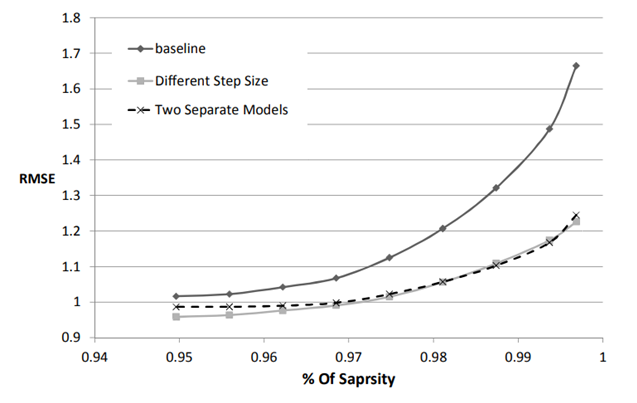 1.8
1.7
1.6
1.5
1.4
1.3
1.2
1.1
1
0.9
RMSE
baseline
Different Step Size
Two Separate Models
0.94 0.95 0.96 0.97 0.98 0.99 1
% Of Saprsity